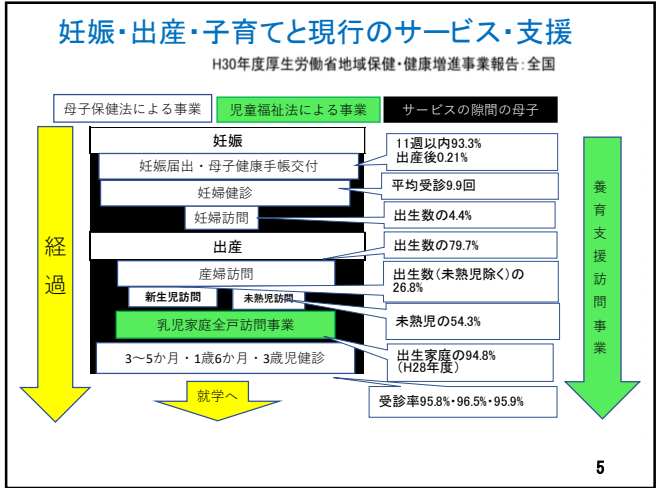 妊娠・出産・子育てと現行のサービス・支援
H30年度厚生労働省地域保健・健康増進事業報告:全国
母子保健法による事業
児童福祉法による事業
サービスの隙間の母子
経過
妊娠
妊娠届出・母子健康手帳交付
妊婦健診
妊婦訪問
出産
産婦訪問
新生児訪問
未熟児訪問
乳児家庭全戸訪問事業
3～5か月・1歳6か月・3歳児健診
就学へ
11週以内93.3%
出産後0.21%
平均受診9.9回
出生数の4.4%
出生数の79.7%
出生数(未熟児除く)の
26.8%
未熟児の54.3%
出生家庭の94.8%
(H28年度)
受診率95.8%・96.5%・95.9%
養育支援訪問事業
5